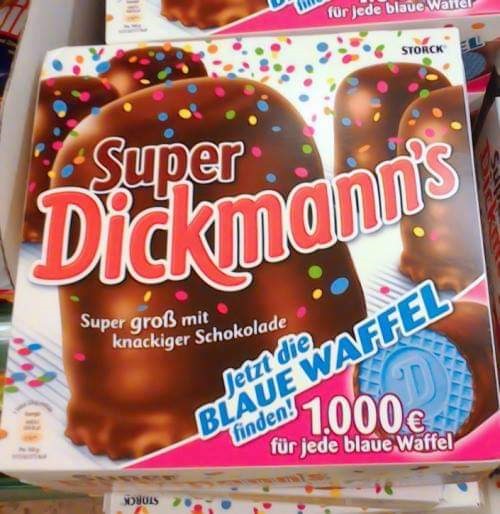 für jede blaue Waffel
STORCK
Super
Dickmann's
Super groß mit
knackiger Schokolade
Jetzt die
BLAUE WAFFEL
finden!
1.000 €
für jede blaue Waffel
D
STORCK